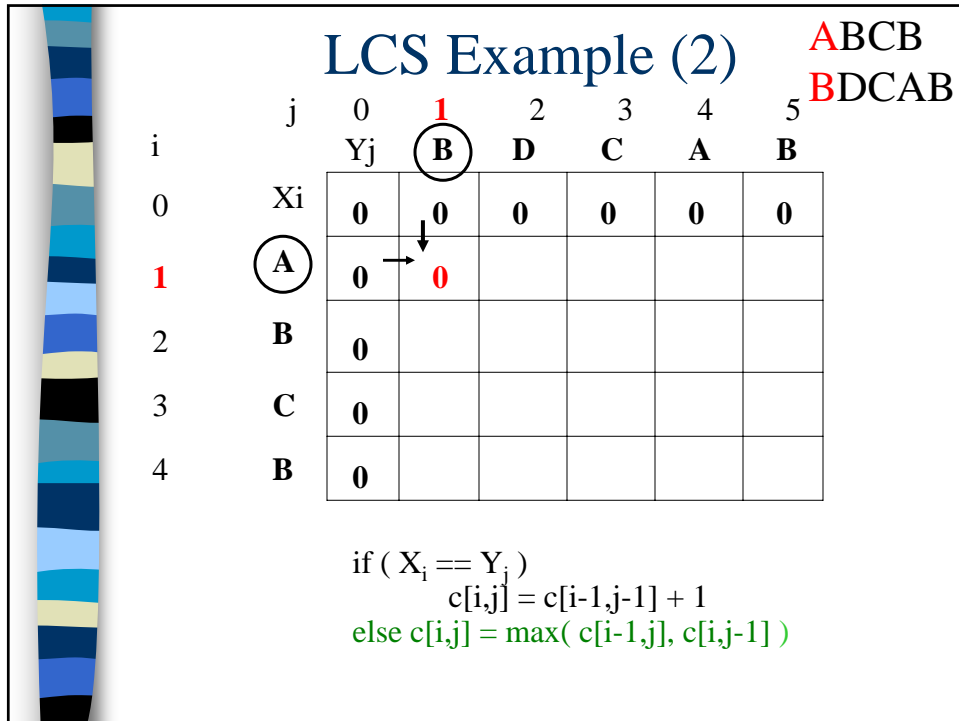 LCS Example (2)
ABCB
BDCAB
j 0 1 2 3 4 5
i Yj B D C A B
0 Xi 0 0 0 0 0 0
1 A 0 0
2 B 0
3 C 0
4 B 0
if ( Xi == Yj )
c[i,j] = c[i-1,j-1] + 1
else c[i,j] = max( c[i-1,j], c[i,j-1] )